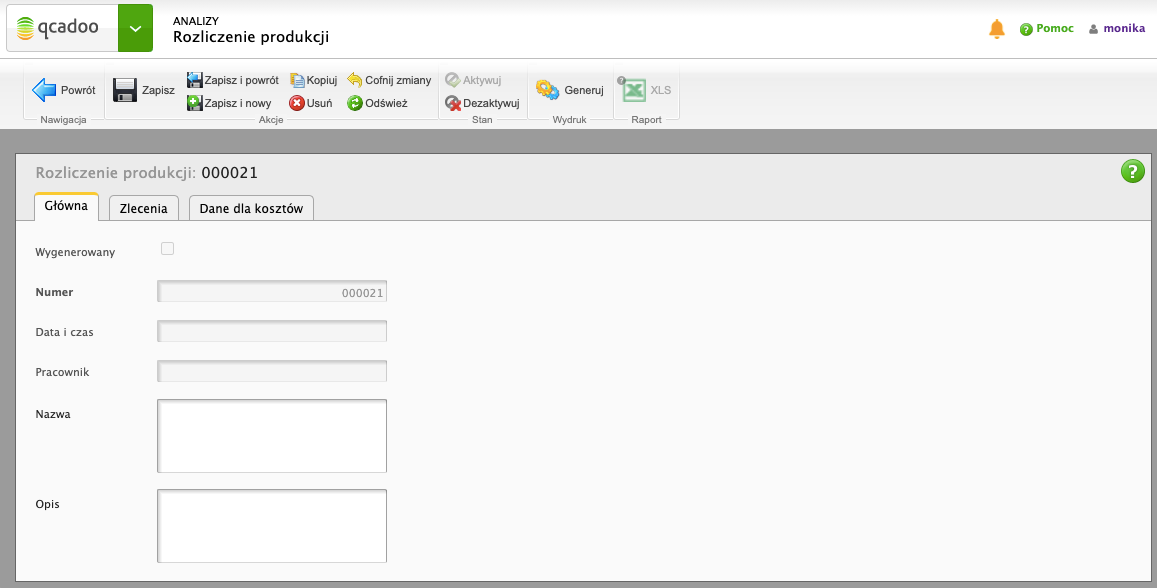 qcadoo
ANALIZY
Rozliczenie produkcji
Pomoc
monika
Powrót
Nawigacja
Zapisz
Zapisz i powrót
Kopiuj
Cofnij zmiany
Zapisz i nowy
Usuń
Odśwież
Akcje
Aktywuj
Dezaktywuj
Stan
Generuj
Wydruk
XLS
Raport
Rozliczenie produkcji: 000021
Główna
Zlecenia
Dane dla kosztów
Wygenerowany
Numer
000021
Data i czas
Pracownik
Nazwa
Opis